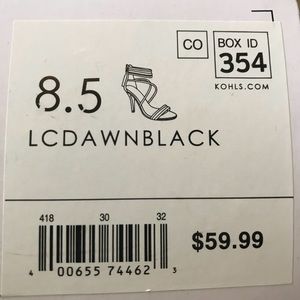 CO
BOX ID
354
KOHLS.COM
8.5
LCDAWNBLACK
418 30 32
4 00655 74462 3
$59.99